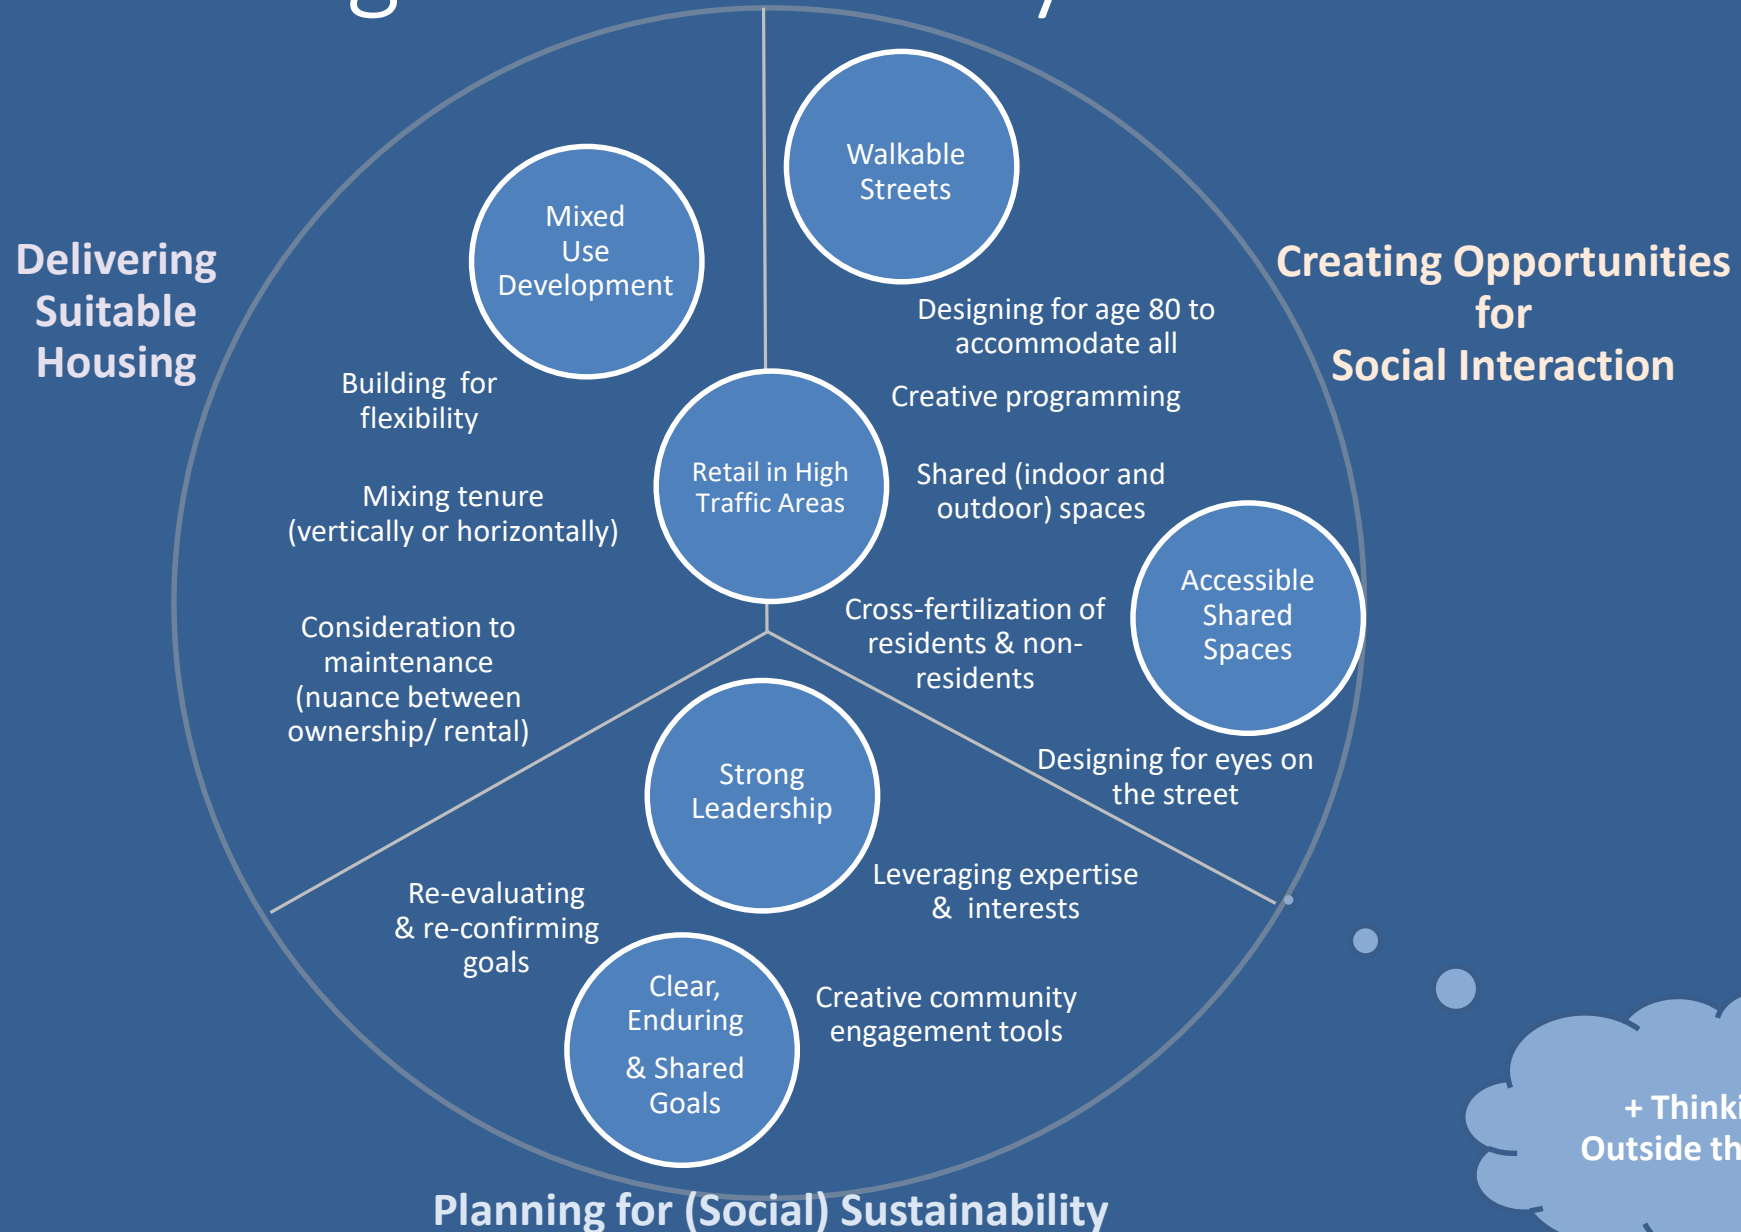 Delivering
Suitable
Housing
Mixed
Use
Development
Building for
flexibility
Mixing tenure
(vertically or horizontally)
Consideration to
maintenance
(nuance between
ownership/ rental)
Walkable
Streets
Retail in High
Traffic Areas
Creating Opportunities
for
Social Interaction
Designing for age 80 to
accommodate all
Creative programming
Shared (indoor and
outdoor) spaces
Cross-fertilization of
residents & non-
residents
Accessible
Shared
Spaces
Designing for eyes on
the street
Strong
Leadership
Leveraging expertise
& interests
Re-evaluating
& re-confirming
goals
Clear,
Enduring
& Shared
Goals
Creative community
engagement tools
Planning for (Social) Sustainability
+ Thinki
Outside th